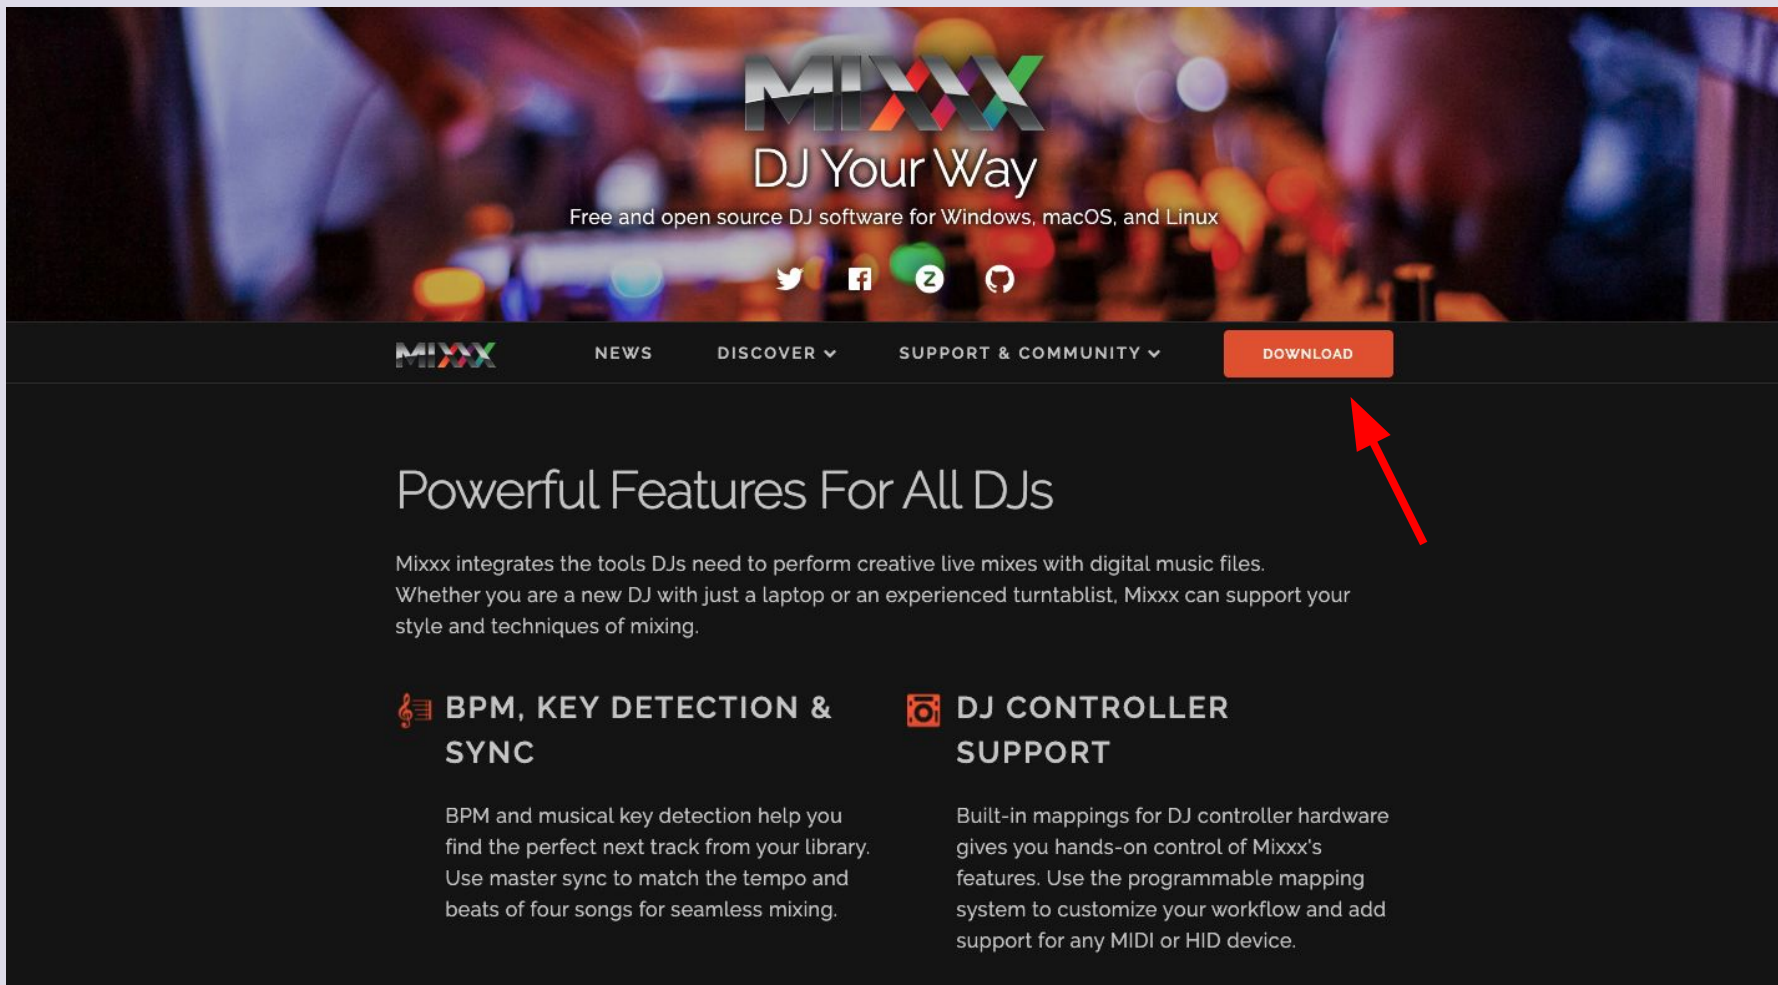 MIXXX
DJ Your Way
Free and open source DJ software for Windows, macOS, and Linux
MIXXX
NEWS
DISCOVER
SUPPORT & COMMUNITY
DOWNLOAD
Powerful Features For All DJs
Mixxx integrates the tools DJs need to perform creative live mixes with digital music files.
Whether you are a new DJ with just a laptop or an experienced turntablist, Mixxx can support your
style and techniques of mixing.
BPM, KEY DETECTION &
SYNC
BPM and musical key detection help you
find the perfect next track from your library.
Use master sync to match the tempo and
beats of four songs for seamless mixing.
DJ CONTROLLER
SUPPORT
Built-in mappings for DJ controller hardware
gives you hands-on control of Mixxx's
features. Use the programmable mapping
system to customize your workflow and add
support for any MIDI or HID device.